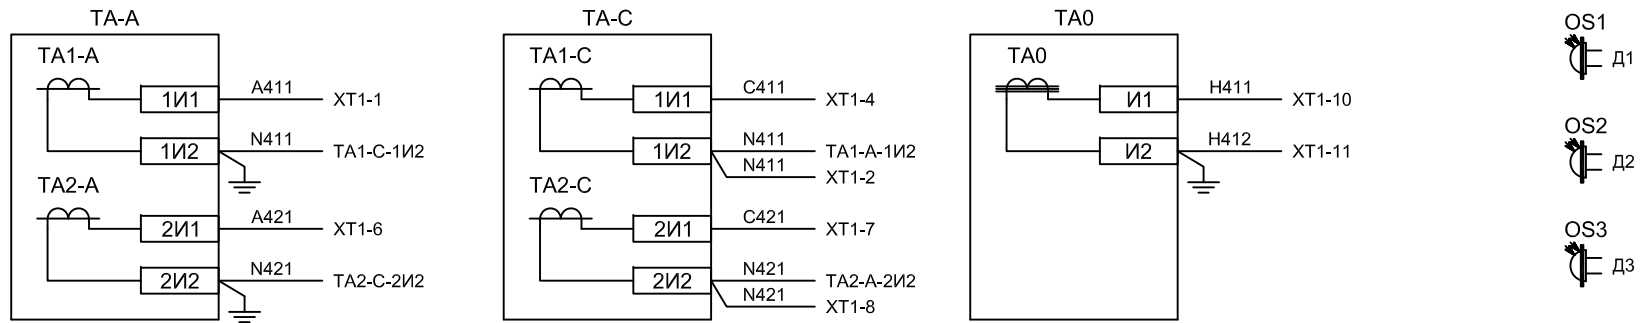 TA-A
TA1-A
1И1
A411
XT1-1
1И2
N411
TA1-C-1И2
TA2-A
2И1
A421
XT1-6
2И2
N421
TA2-C-2И2
TA-C
TA1-C
1И1
C411
XT1-4
1И2
N411
TA1-A-1И2
N411
XT1-2
TA2-C
2И1
C421
XT1-7
2И2
N421
TA2-A-2И2
N421
XT1-8
TA0
TA0
И1
H411
XT1-10
И2
H412
XT1-11
OS1
Д1
OS2
Д2
OS3
Д3